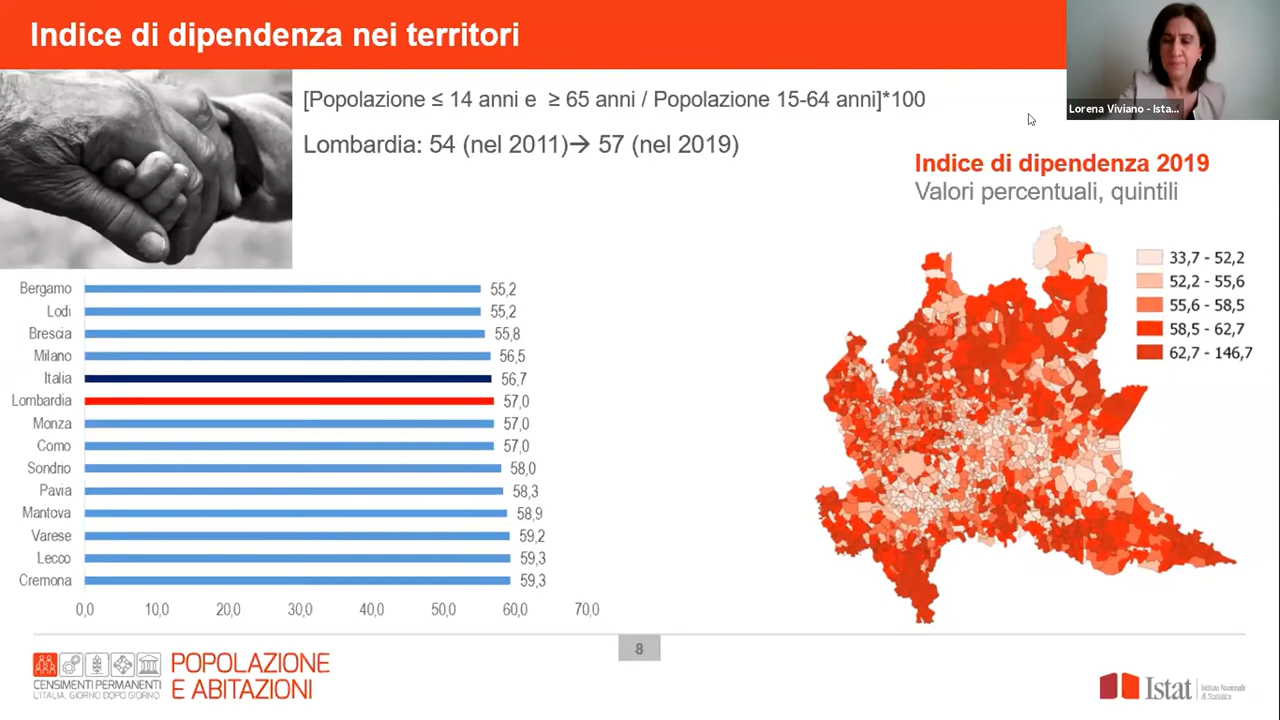 Indice di dipendenza nei territori
Lorena Viviano - Ista...
[Popolazione ≤ 14 anni e ≥ 65 anni / Popolazione 15-64 anni]*100
Lombardia: 54 (nel 2011)→ 57 (nel 2019)
Indice di dipendenza 2019
Valori percentuali, quintili
33,7 - 52,2
52,2 - 55,6
55,6 - 58,5
58,5 - 62,7
62,7 - 146,7
Bergamo 55,2
Lodi 55,2
Brescia 55,8
Milano 56,5
Italia 56,7
Lombardia 57,0
Monza 57,0
Como 57,0
Sondrio 58,0
Pavia 58,3
Mantova 58,9
Varese 59,2
Lecco 59,3
Cremona 59,3
0,0 10,0 20,0 30,0 40,0 50,0 60,0 70,0
8
CENSIMENTI PERMANENTI
L'ITALIA, GIORNO DOPO GIORNO
POPOLAZIONE
E ABITAZIONI
Istat
Istituto Nazionale
di Statistica